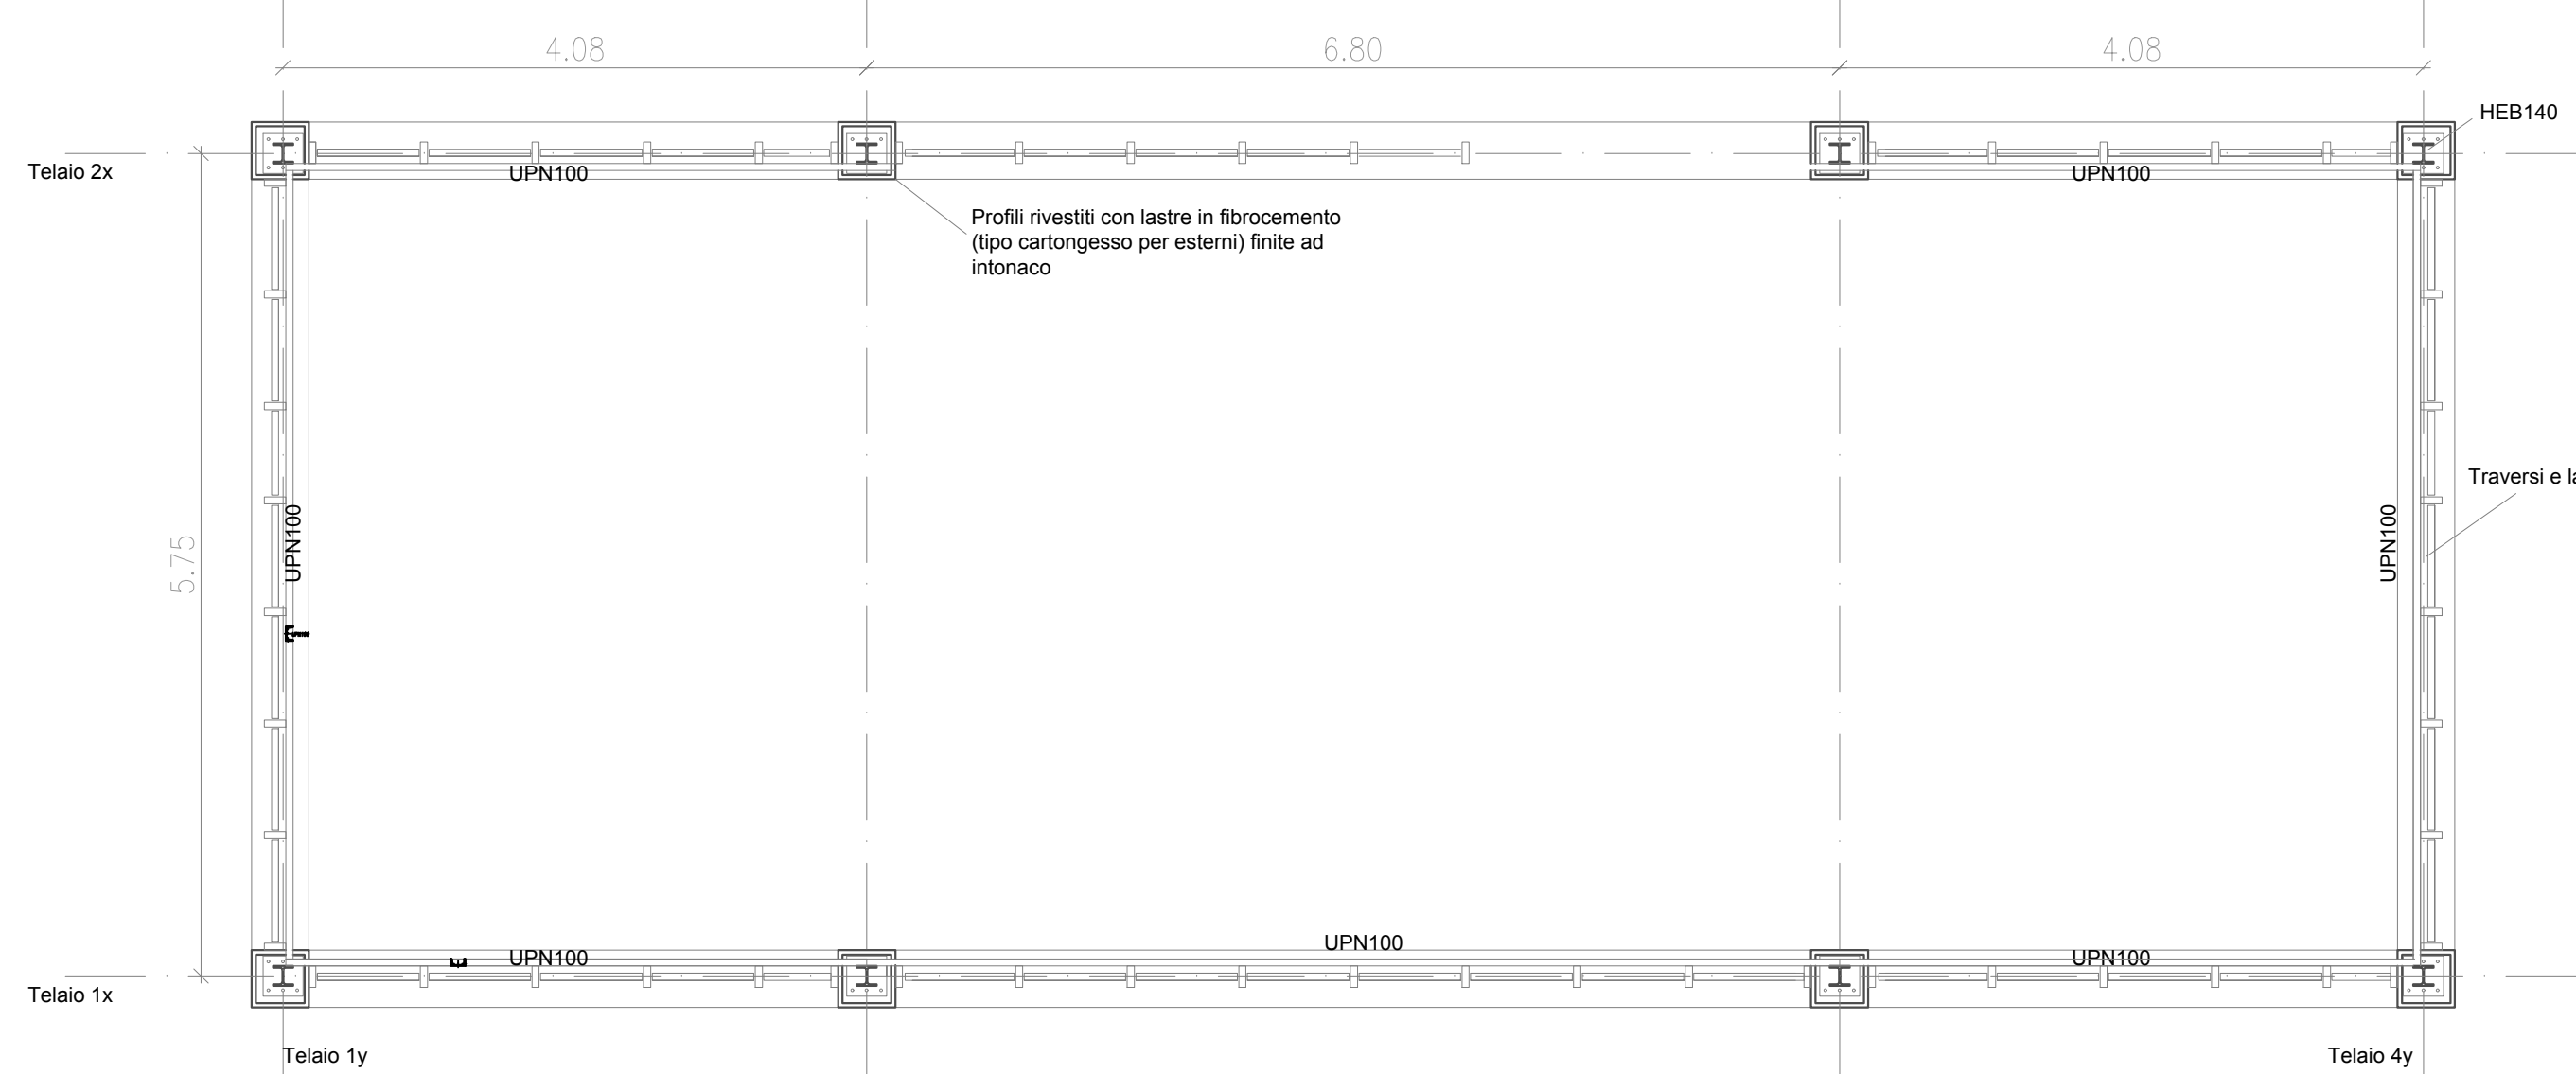 4.08
6.80
4.08
HEB140
Telaio 2x
UPN100
UPN100
Profili rivestiti con lastre in fibrocemento
(tipo cartongesso per esterni) finite ad
intonaco
Traversi e la
5.75
UPN100
UPN100
UPN100
UPN100
UPN100
UPN100
Telaio 1x
Telaio 1y
Telaio 4y